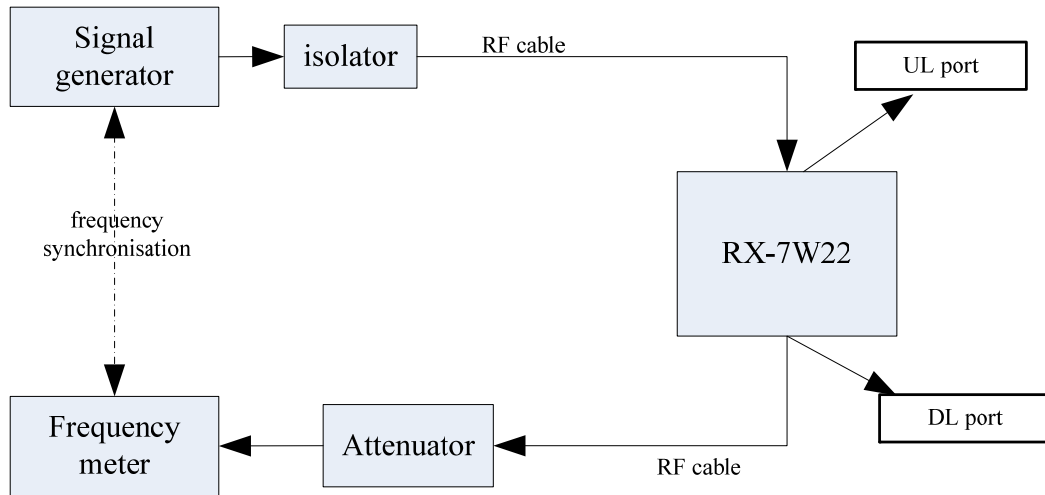 Signal
generator
isolator
RF cable
UL port
frequency
synchronisation
RX-7W22
DL port
Frequency
meter
Attenuator
RF cable